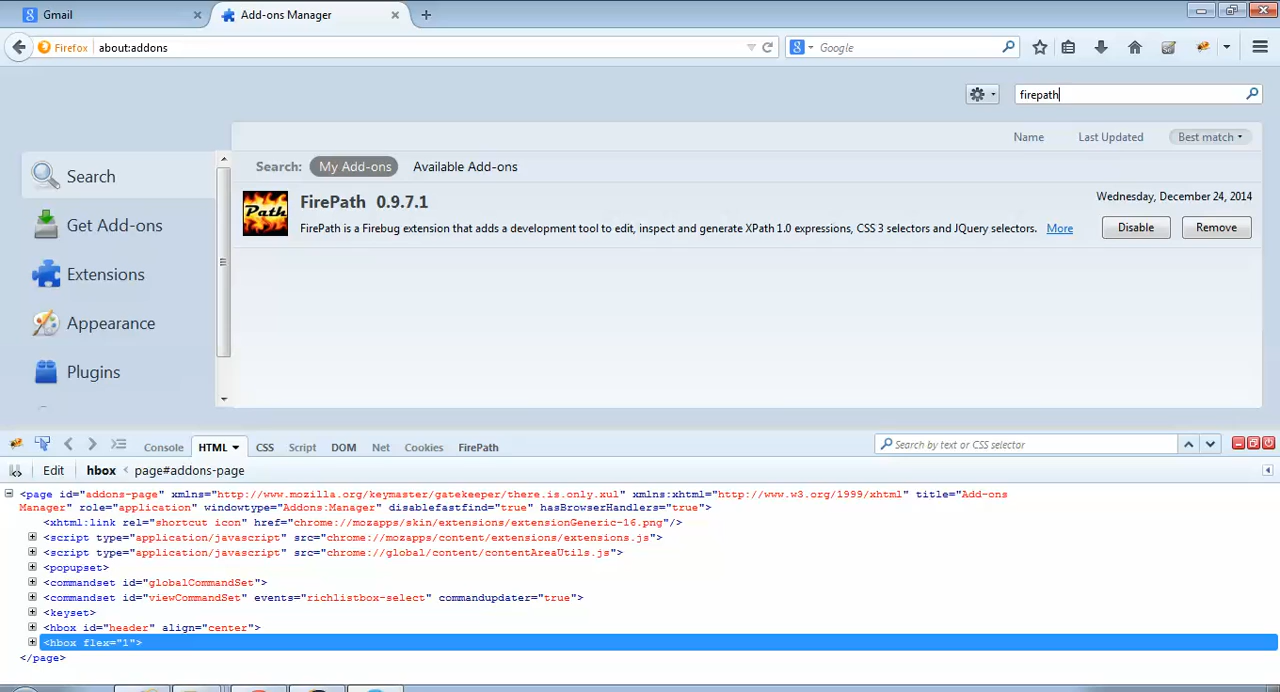 Gmail
Add-ons Manager
Firefox about:addons
Google
firepath
Name Last Updated Best match
Search: My Add-ons Available Add-ons
Search
Get Add-ons
Extensions
Appearance
Plugins
Path
FirePath 0.9.7.1
Wednesday, December 24, 2014
FirePath is a Firebug extension that adds a development tool to edit, inspect and generate XPath 1.0 expressions, CSS 3 selectors and JQuery selectors. More
Disable Remove
Console HTML CSS Script DOM Net Cookies FirePath
Search by text or CSS selector
Edit hbox page#addons-page
<page id="addons-page" xmlns="http://www.mozilla.org/keymaster/gatekeeper/there.is.only.xul" xmlns:xhtml="http://www.w3.org/1999/xhtml" title="Add-ons
Manager" role="application" windowtype="Addons:Manager" disablefastfind="true" hasBrowserHandlers="true">
<xhtml:link rel="shortcut icon" href="chrome://mozapps/skin/extensions/extensionGeneric-16.png"/>
<script type="application/javascript" src="chrome://mozapps/content/extensions/extensions.js">
<script type="application/javascript" src="chrome://global/content/contentAreaUtils.js">
<popupset>
<commandset id="globalCommandSet">
<commandset id="viewCommandSet" events="richlistbox-select" commandupdater="true">
<keyset>
<hbox id="header" align="center">
<hbox flex="1">
</page>